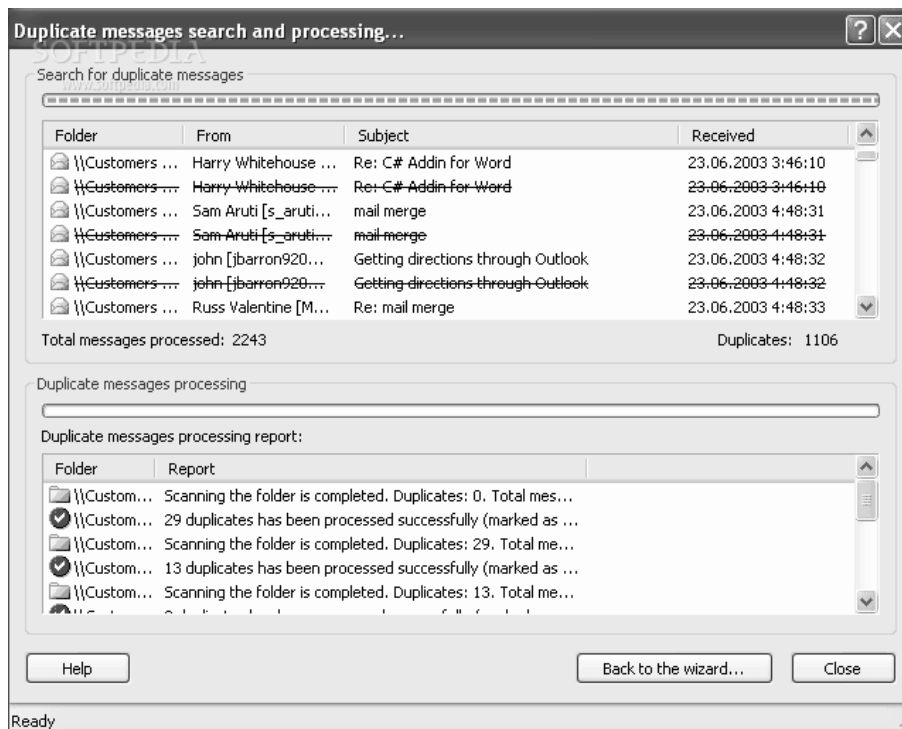 Duplicate messages search and processing...
SOFTPEDIA
www.softpedia.com
Search for duplicate messages
Folder From Subject Received
\\Customers ... Harry Whitehouse ... Re: C# Addin for Word 23.06.2003 3:46:10
\\Customers ... Harry Whitehouse ... Re: C# Addin for Word 23.06.2003 3:46:10
\\Customers ... Sam Aruti [s_aruti... mail merge 23.06.2003 4:48:31
\\Customers ... Sam Aruti [s_aruti... mail merge 23.06.2003 4:48:31
\\Customers ... john [jbarron920... Getting directions through Outlook 23.06.2003 4:48:32
\\Customers ... john [jbarron920... Getting directions through Outlook 23.06.2003 4:48:32
\\Customers ... Russ Valentine [M... Re: mail merge 23.06.2003 4:48:33
Total messages processed: 2243 Duplicates: 1106
Duplicate messages processing
Duplicate messages processing report:
Folder Report
\\Custom... Scanning the folder is completed. Duplicates: 0. Total mes...
\\Custom... 29 duplicates has been processed successfully (marked as ...
\\Custom... Scanning the folder is completed. Duplicates: 29. Total me...
\\Custom... 13 duplicates has been processed successfully (marked as ...
\\Custom... Scanning the folder is completed. Duplicates: 13. Total me...
Help Back to the wizard... Close
Ready